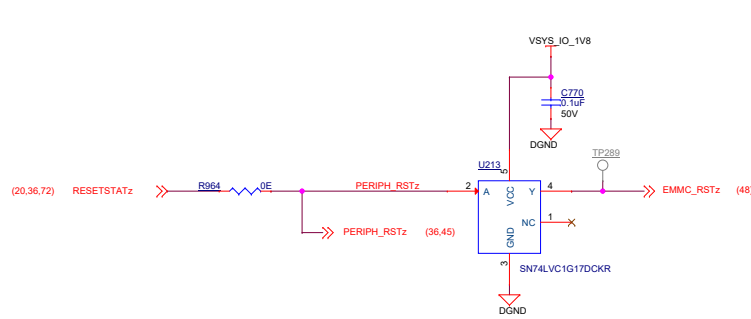 VSYS_IO_1V8
C770
0.1uF
50V
DGND
TP289
U213
5
(20,36,72) RESETSTATz
R964 0E
PERIPH_RSTz
2 A VCC Y 4
EMMC_RSTz (48)
NC 1
PERIPH_RSTz (36,45)
GND
3
SN74LVC1G17DCKR
DGND